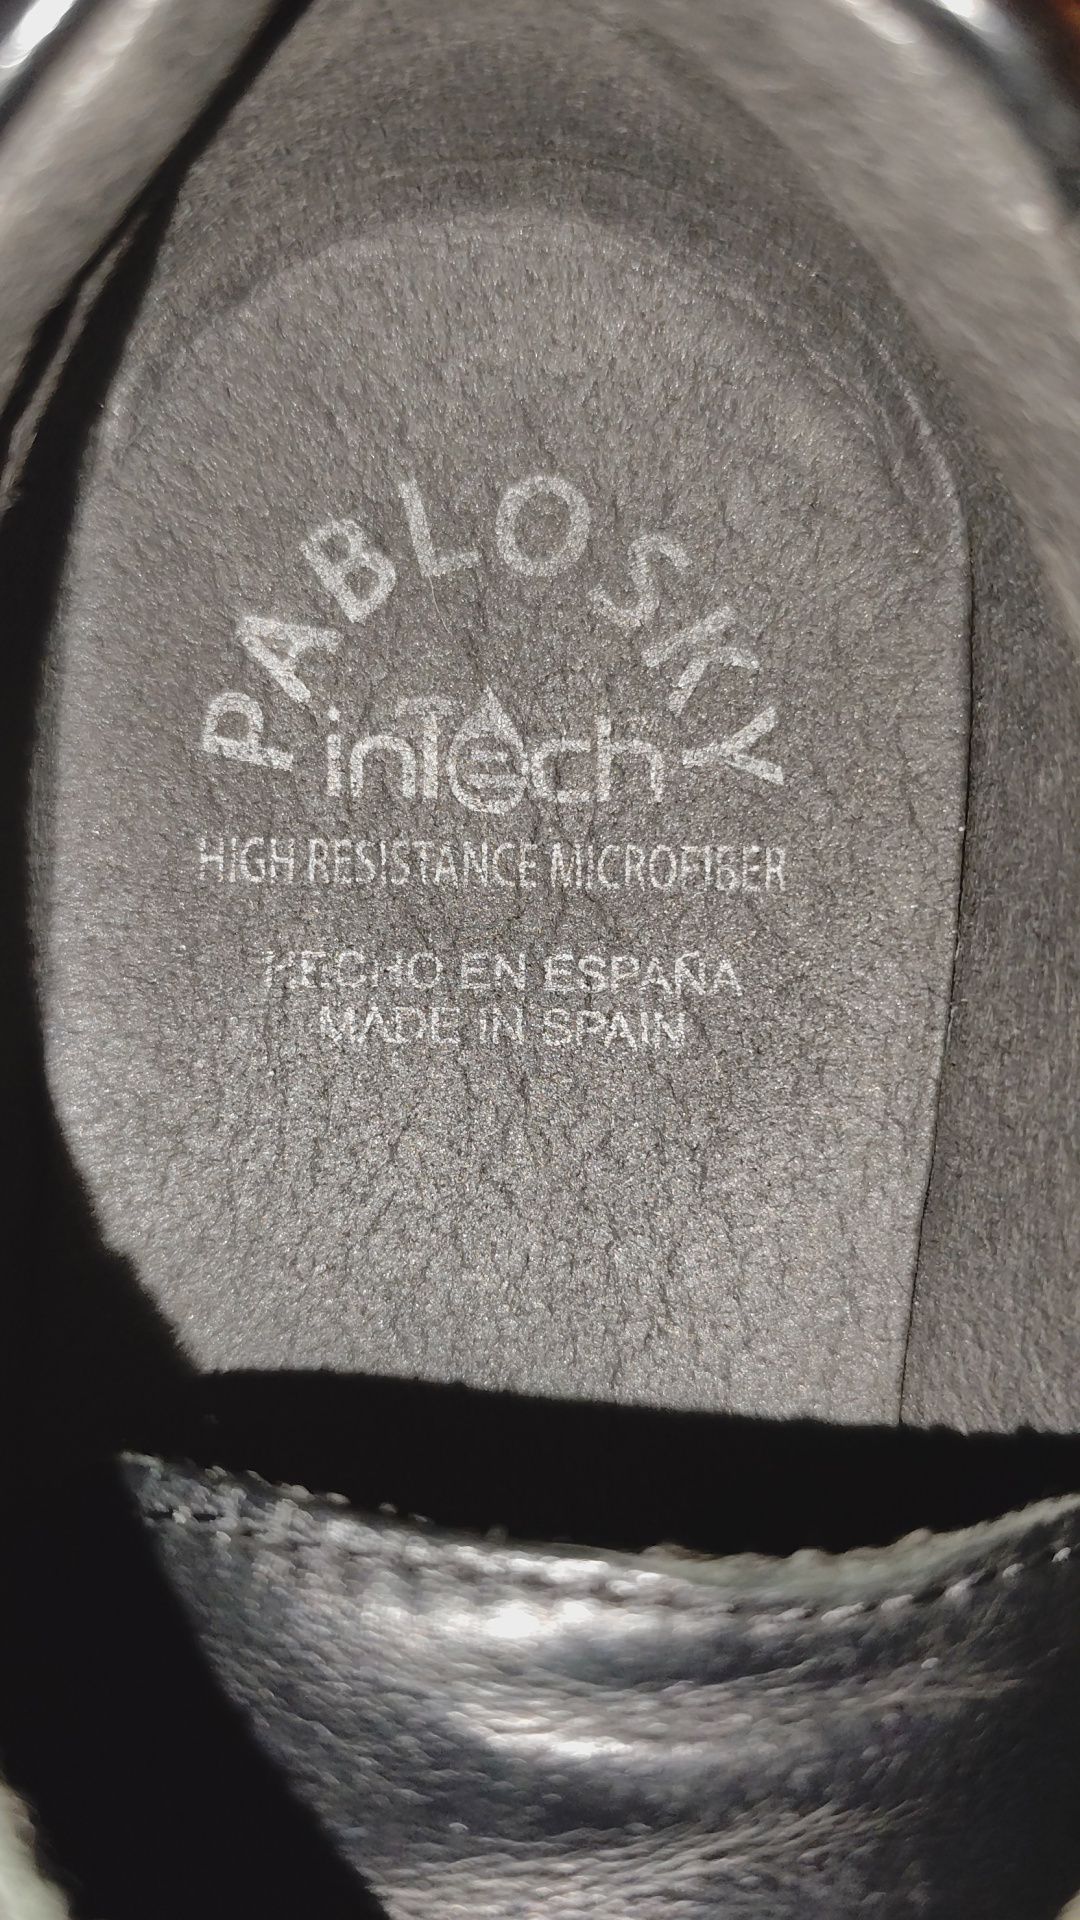 PABLOSKY
inTech
HIGH RESISTANCE MICROFIBER
HECHO EN ESPAÑA
MADE IN SPAIN